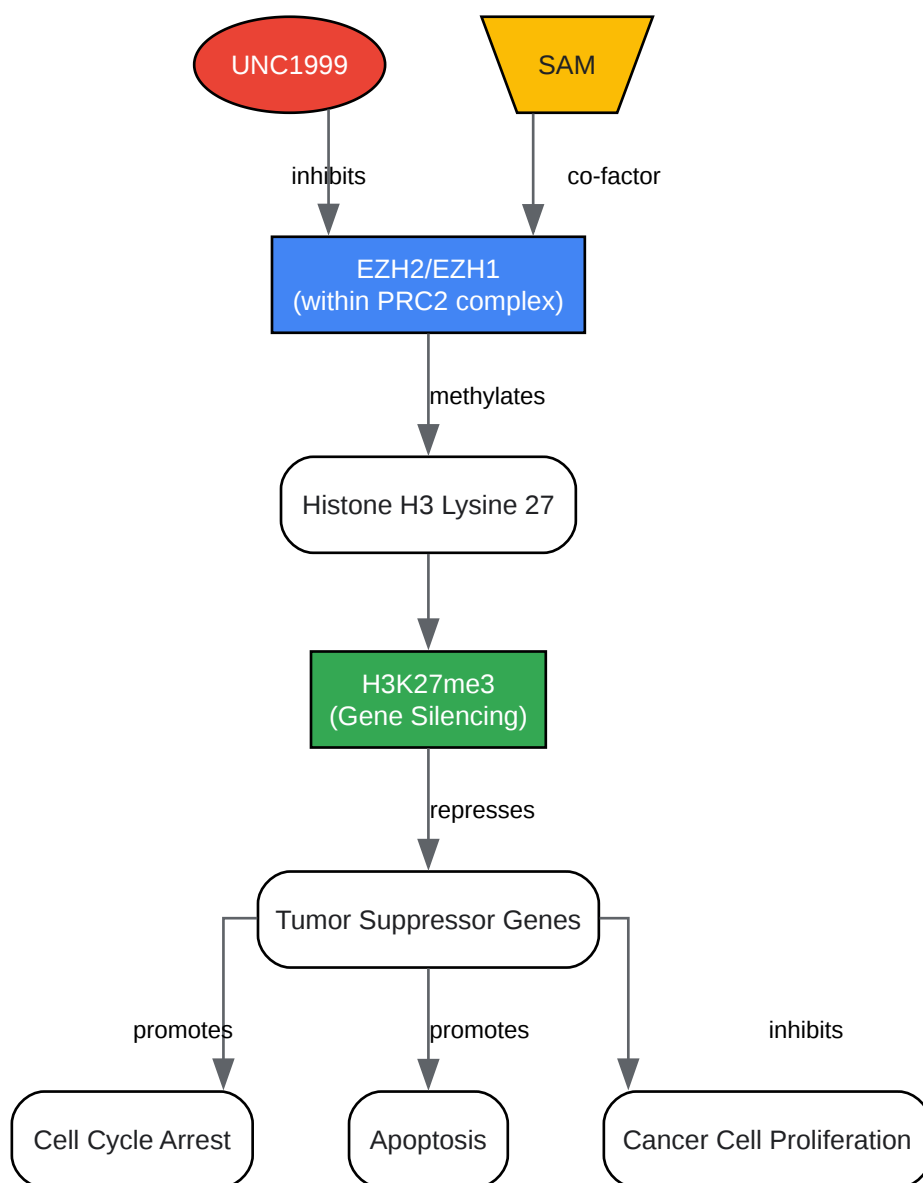 UNC1999
SAM
inhibits
co-factor
EZH2/EZH1
(within PRC2 complex)
methylates
Histone H3 Lysine 27
H3K27me3
(Gene Silencing)
represses
Tumor Suppressor Genes
promotes
promotes
inhibits
Cell Cycle Arrest
Apoptosis
Cancer Cell Proliferation